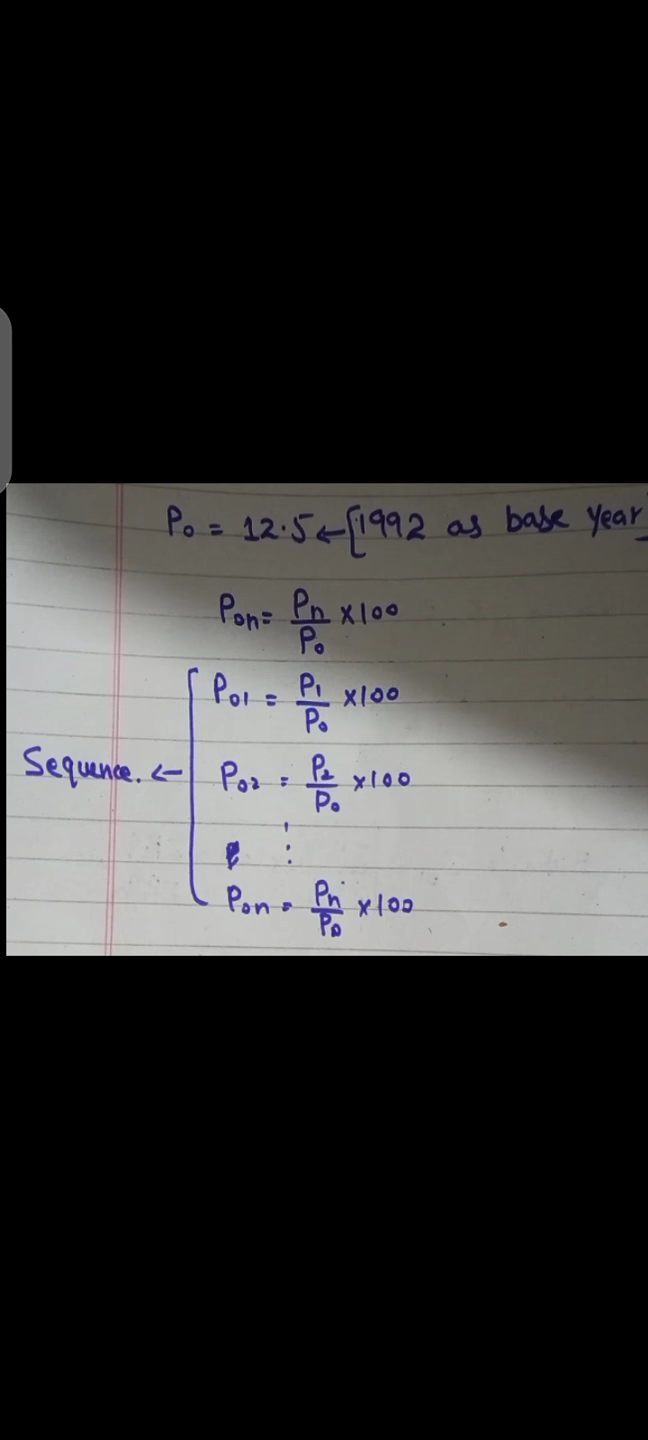 P₀ = 12.5 ← [1992 as base year
P₀n = Pn/P₀ × 100
P₀₁ = P₁/P₀ × 100
Sequence. ← P₀₂ = P₂/P₀ × 100
⋮
P₀n = Pn/P₀ × 100